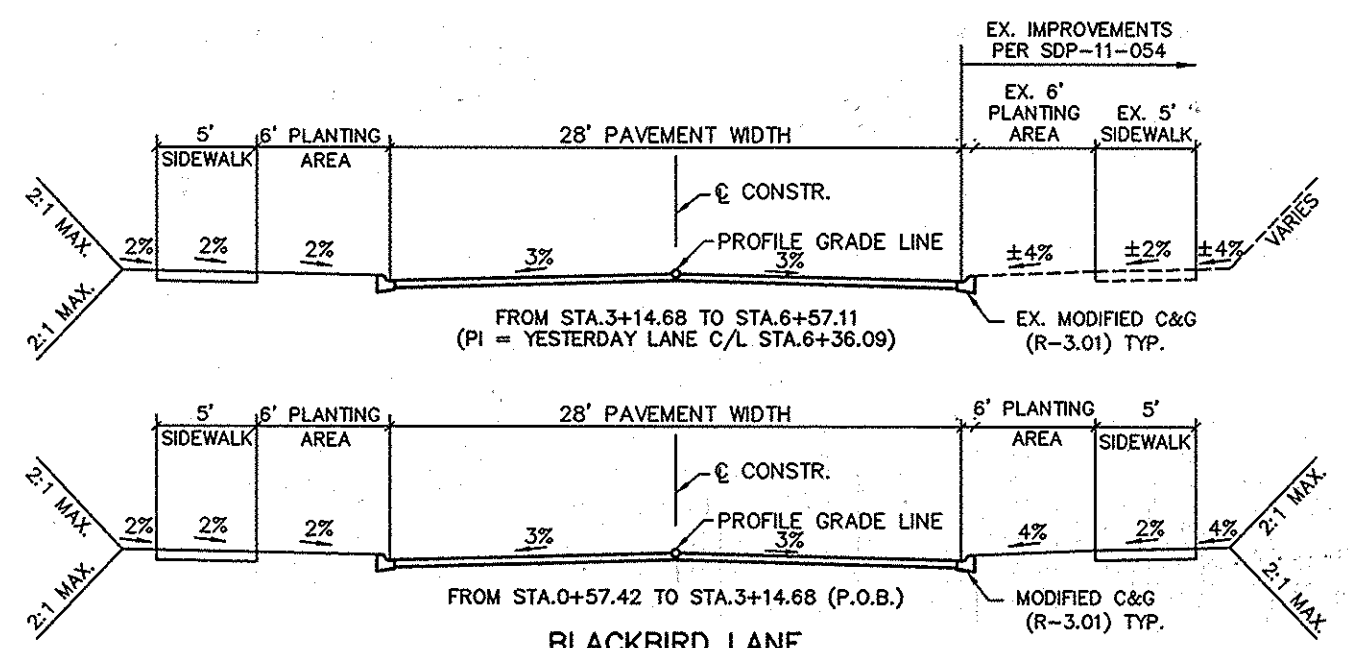 EX. IMPROVEMENTS
PER SDP-11-054
EX. 6'
PLANTING
AREA
EX. 5'
SIDEWALK
5'
SIDEWALK
6' PLANTING
AREA
28' PAVEMENT WIDTH
℄ CONSTR.
PROFILE GRADE LINE
2:1 MAX.
2:1 MAX.
2%
2%
2%
3%
3%
±4%
±2%
±4%
VARIES
FROM STA.3+14.68 TO STA.6+57.11
(PI = YESTERDAY LANE C/L STA.6+36.09)
EX. MODIFIED C&G
(R-3.01) TYP.
5'
SIDEWALK
6' PLANTING
AREA
28' PAVEMENT WIDTH
6' PLANTING
AREA
5'
SIDEWALK
℄ CONSTR.
PROFILE GRADE LINE
2:1 MAX.
2:1 MAX.
2%
2%
2%
3%
3%
4%
2%
4%
2:1 MAX.
2:1 MAX.
FROM STA.0+57.42 TO STA.3+14.68 (P.O.B.)
MODIFIED C&G
(R-3.01) TYP.
BLACKBIRD LANE